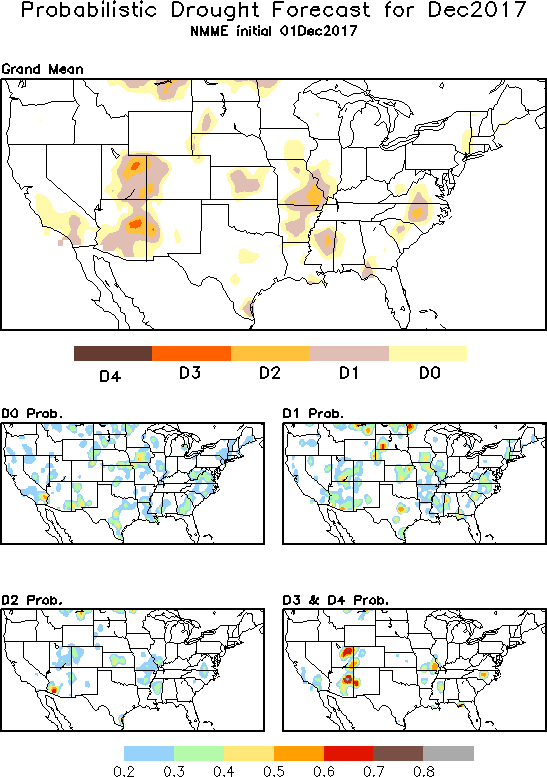 Probabilistic Drought Forecast for Dec2017
NMME initial 01Dec2017
Grand Mean
D4 D3 D2 D1 D0
D0 Prob.
D1 Prob.
D2 Prob.
D3 & D4 Prob.
0.2 0.3 0.4 0.5 0.6 0.7 0.8